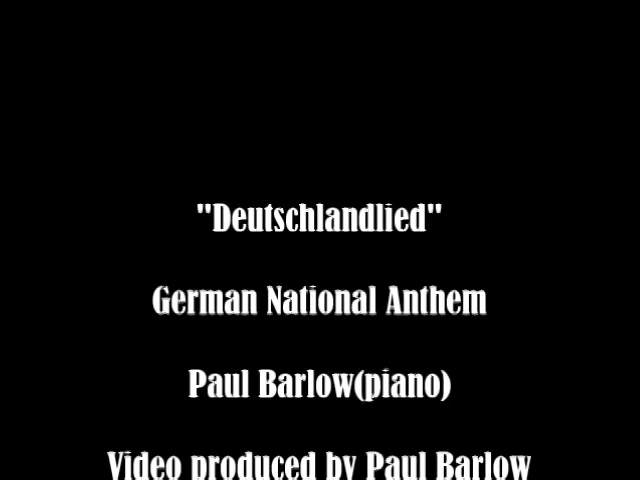 "Deutschlandlied"
German National Anthem
Paul Barlow(piano)
Video produced by Paul Barlow